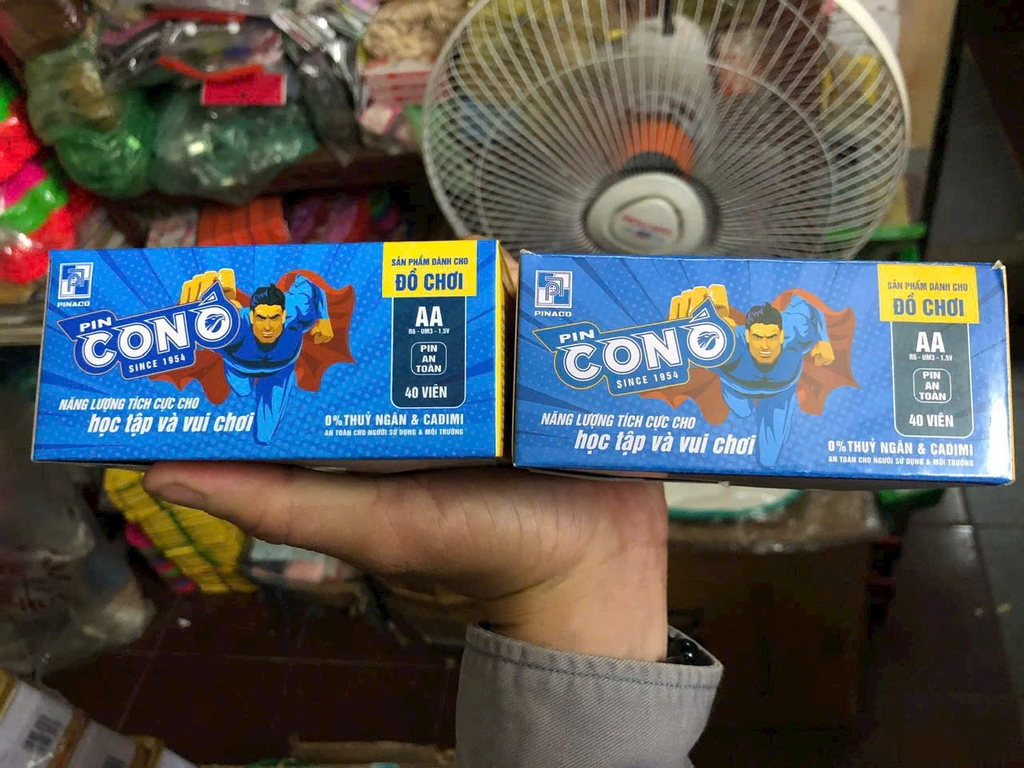 PINACO
PIN
CON Ó
SINCE 1954
NĂNG LƯỢNG TÍCH CỰC CHO
học tập và vui chơi
SẢN PHẨM DÀNH CHO
ĐỒ CHƠI
AA
R6 - UM3 - 1.5V
PIN
AN
TOÀN
40 VIÊN
0% THUỶ NGÂN & CADIMI
AN TOÀN CHO NGƯỜI SỬ DỤNG & MÔI TRƯỜNG
PINACO
PIN
CON Ó
SINCE 1954
NĂNG LƯỢNG TÍCH CỰC CHO
học tập và vui chơi
SẢN PHẨM DÀNH CHO
ĐỒ CHƠI
AA
R6 - UM3 - 1.5V
PIN
AN
TOÀN
40 VIÊN
0% THUỶ NGÂN & CADIMI
AN TOÀN CHO NGƯỜI SỬ DỤNG & MÔI TRƯỜNG